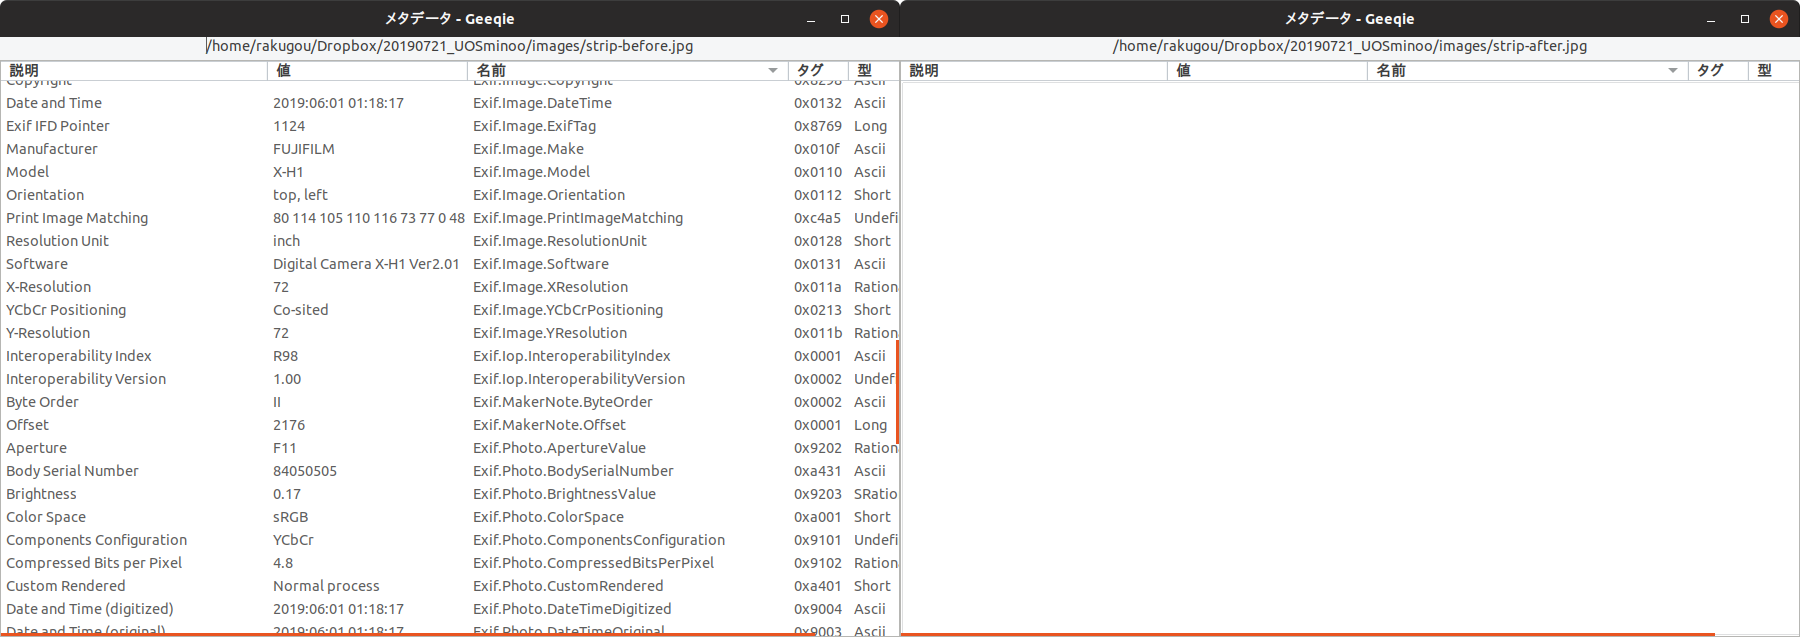 メタデータ - Geeqie
/home/rakugou/Dropbox/20190721_UOSminoo/images/strip-before.jpg
説明 値 名前 タグ 型
Copyright Exif.Image.Copyright 0x8298 Ascii
Date and Time 2019:06:01 01:18:17 Exif.Image.DateTime 0x0132 Ascii
Exif IFD Pointer 1124 Exif.Image.ExifTag 0x8769 Long
Manufacturer FUJIFILM Exif.Image.Make 0x010f Ascii
Model X-H1 Exif.Image.Model 0x0110 Ascii
Orientation top, left Exif.Image.Orientation 0x0112 Short
Print Image Matching 80 114 105 110 116 73 77 0 48 Exif.Image.PrintImageMatching 0xc4a5 Undefi
Resolution Unit inch Exif.Image.ResolutionUnit 0x0128 Short
Software Digital Camera X-H1 Ver2.01 Exif.Image.Software 0x0131 Ascii
X-Resolution 72 Exif.Image.XResolution 0x011a Ration
YCbCr Positioning Co-sited Exif.Image.YCbCrPositioning 0x0213 Short
Y-Resolution 72 Exif.Image.YResolution 0x011b Ration
Interoperability Index R98 Exif.Iop.InteroperabilityIndex 0x0001 Ascii
Interoperability Version 1.00 Exif.Iop.InteroperabilityVersion 0x0002 Undef
Byte Order II Exif.MakerNote.ByteOrder 0x0002 Ascii
Offset 2176 Exif.MakerNote.Offset 0x0001 Long
Aperture F11 Exif.Photo.ApertureValue 0x9202 Ration
Body Serial Number 84050505 Exif.Photo.BodySerialNumber 0xa431 Ascii
Brightness 0.17 Exif.Photo.BrightnessValue 0x9203 SRatio
Color Space sRGB Exif.Photo.ColorSpace 0xa001 Short
Components Configuration YCbCr Exif.Photo.ComponentsConfiguration 0x9101 Undefi
Compressed Bits per Pixel 4.8 Exif.Photo.CompressedBitsPerPixel 0x9102 Ration
Custom Rendered Normal process Exif.Photo.CustomRendered 0xa401 Short
Date and Time (digitized) 2019:06:01 01:18:17 Exif.Photo.DateTimeDigitized 0x9004 Ascii
Date and Time (original) 2019:06:01 01:18:17 Exif.Photo.DateTimeOriginal 0x9003 Ascii
メタデータ - Geeqie
/home/rakugou/Dropbox/20190721_UOSminoo/images/strip-after.jpg
説明 値 名前 タグ 型